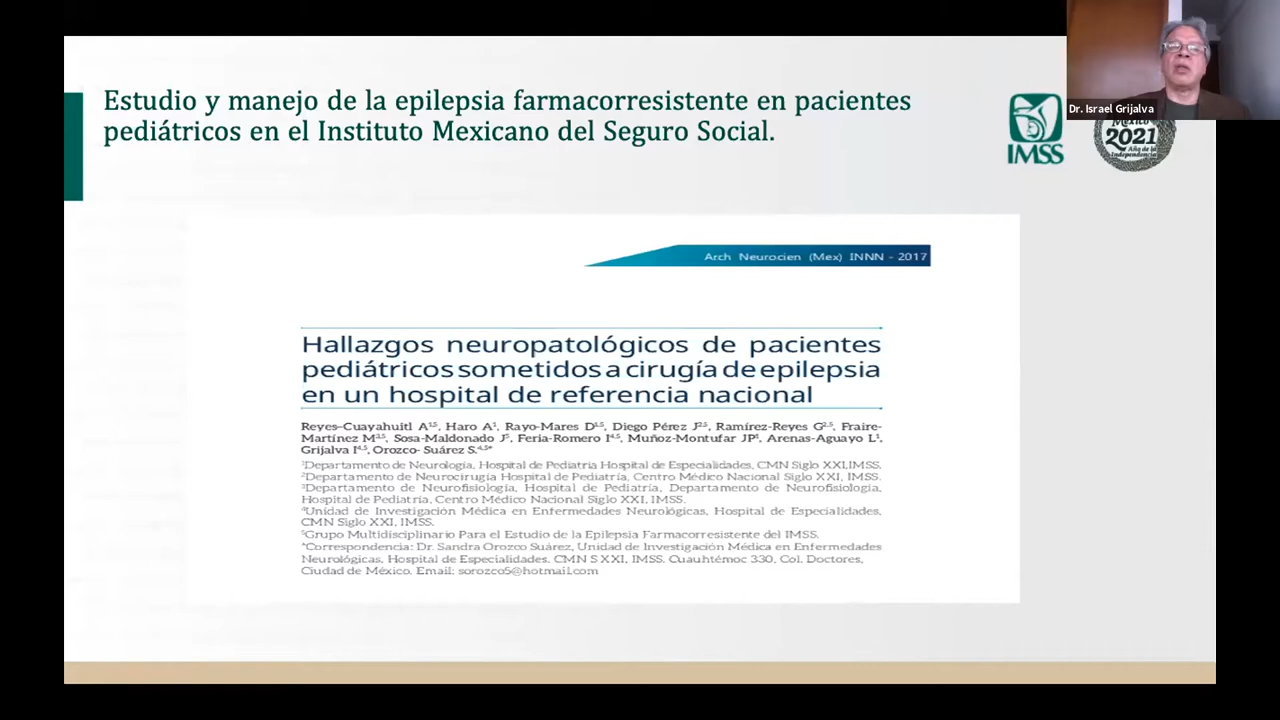 Estudio y manejo de la epilepsia farmacorresistente en pacientes
pediátricos en el Instituto Mexicano del Seguro Social.
IMSS
Dr. Israel Grijalva
México
2021
Año de la
Independencia
Arch Neurocien (Mex) INNN - 2017
Hallazgos neuropatológicos de pacientes
pediátricos sometidos a cirugía de epilepsia
en un hospital de referencia nacional
Reyes-Cuayahuitl A¹·⁵, Haro A¹, Rayo-Mares D¹·⁵, Diego Pérez J²·⁵, Ramírez-Reyes G²·⁵, Fraire-
Martínez M³·⁵, Sosa-Maldonado J⁵, Feria-Romero I⁴·⁵, Muñoz-Montufar JP¹, Arenas-Aguayo L¹,
Grijalva I⁴·⁵, Orozco- Suárez S.⁴·⁵*
¹Departamento de Neurología, Hospital de Pediatria Hospital de Especialidades, CMN Siglo XXI,IMSS.
²Departamento de Neurocirugía Hospital de Pediatría, Centro Médico Nacional Siglo XXI, IMSS.
³Departamento de Neurofisiología, Hospital de Pediatría, Departamento de Neurofisiología,
Hospital de Pediatría, Centro Médico Nacional Siglo XXI, IMSS.
⁴Unidad de Investigación Médica en Enfermedades Neurológicas, Hospital de Especialidades,
CMN Siglo XXI, IMSS.
⁵Grupo Multidisciplinario Para el Estudio de la Epilepsia Farmacorresistente del IMSS.
*Correspondencia: Dr. Sandra Orozco Suárez, Unidad de Investigación Médica en Enfermedades
Neurológicas, Hospital de Especialidades. CMN S XXI, IMSS. Cuauhtémoc 330, Col. Doctores,
Ciudad de México. Email: sorozco5@hotmail.com